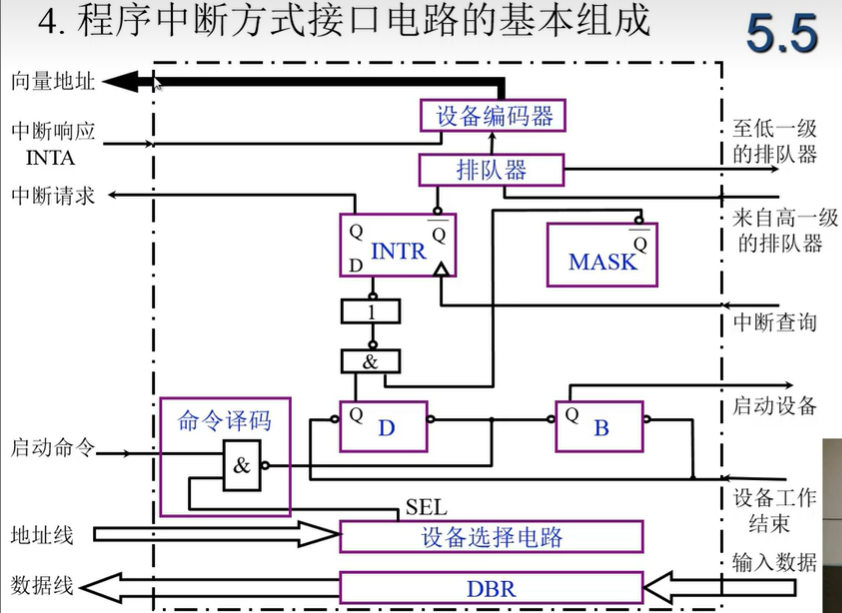 4. 程序中断方式接口电路的基本组成
5.5
向量地址
设备编码器
中断响应
INTA
至低一级
的排队器
排队器
中断请求
来自高一级
的排队器
Q
Q
INTR
D
Q
MASK
1
中断查询
&
启动设备
命令译码
Q
D
Q
B
启动命令
&
设备工作
结束
SEL
地址线
设备选择电路
输入数据
数据线
DBR